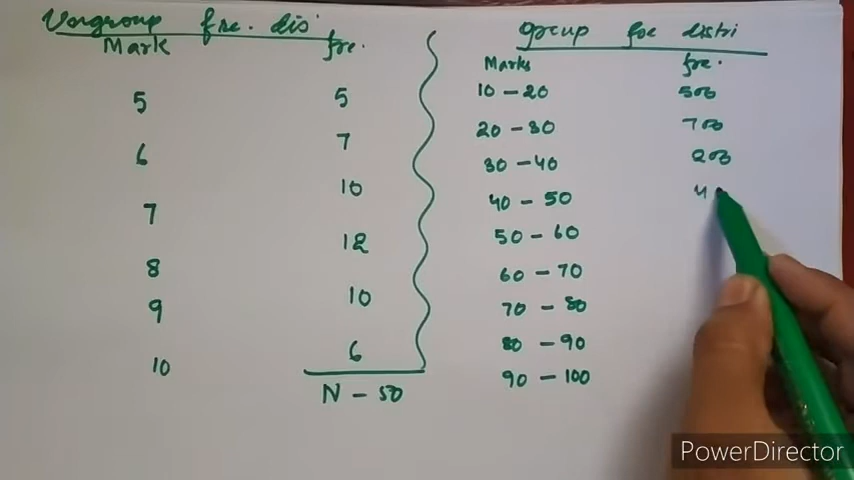 Ungroup fre. dis
Mark fre.
5 5
6 7
7 10
8 12
9 10
10 6
N - 50
group fre distri
Marks fre.
10 - 20 500
20 - 30 700
30 - 40 200
40 - 50 40
50 - 60
60 - 70
70 - 80
80 - 90
90 - 100
PowerDirector